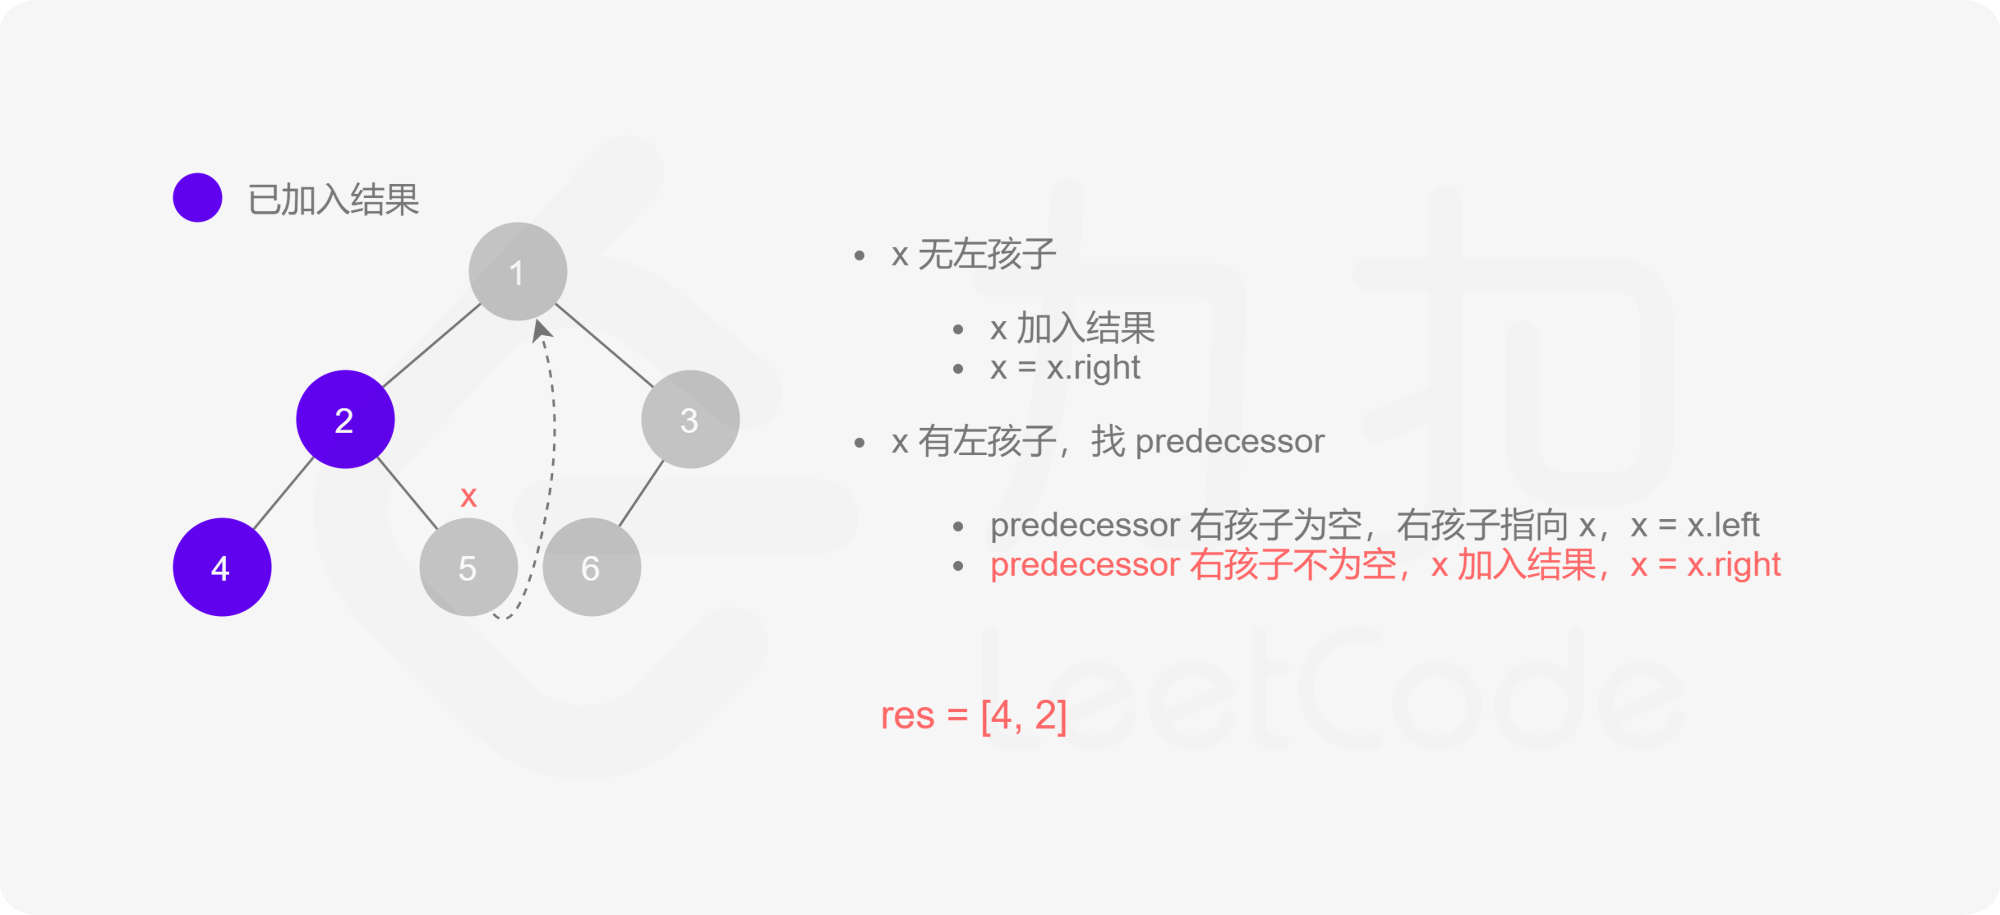 已加入结果
1
2
3
x
4
5
6
• x 无左孩子
• x 加入结果
• x = x.right
• x 有左孩子，找 predecessor
• predecessor 右孩子为空，右孩子指向 x，x = x.left
• predecessor 右孩子不为空，x 加入结果，x = x.right
res = [4, 2]
力扣
LeetCode